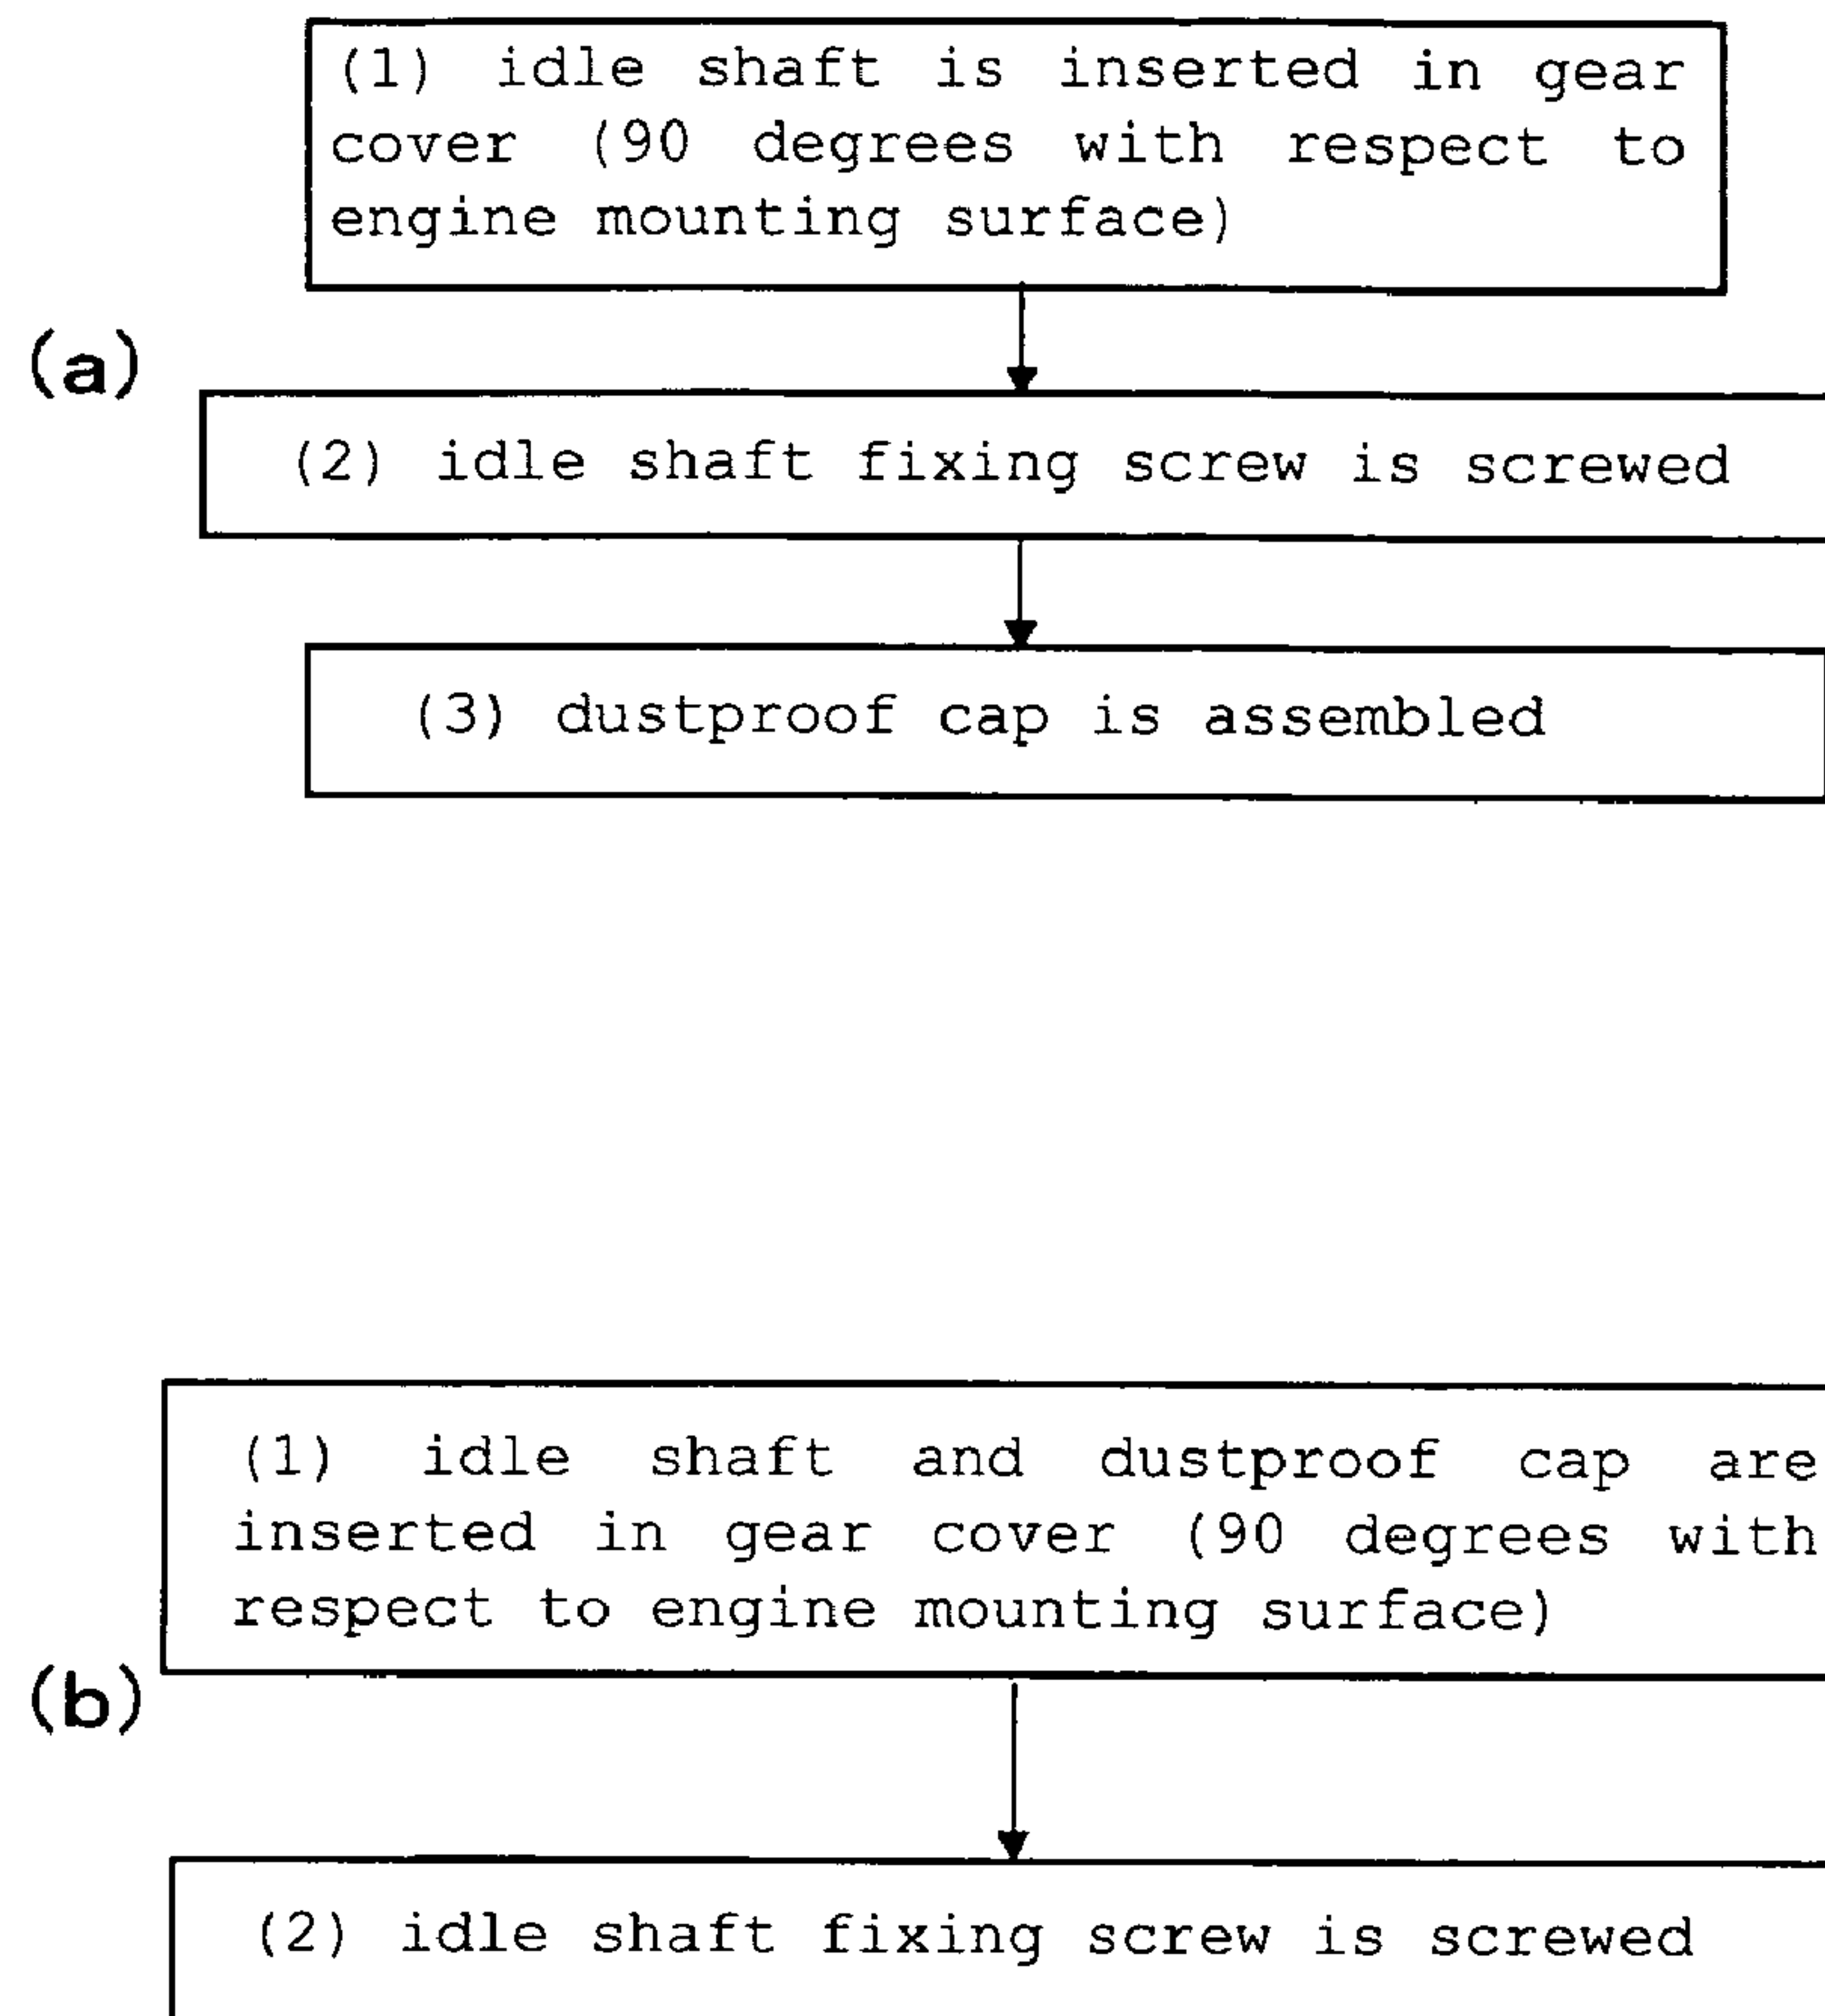 (1) idle shaft is inserted in gear
cover (90 degrees with respect to
engine mounting surface)
(a)
(2) idle shaft fixing screw is screwed
(3) dustproof cap is assembled
(1) idle shaft and dustproof cap are
inserted in gear cover (90 degrees with
respect to engine mounting surface)
(b)
(2) idle shaft fixing screw is screwed